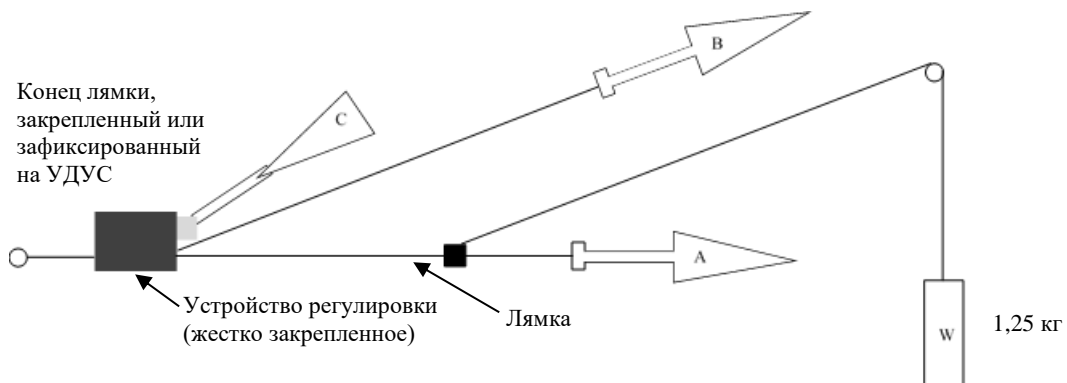 B
Конец лямки,
закрепленный или
зафиксированный
на УДУС
C
A
Устройство регулировки
(жестко закрепленное)
Лямка
W
1,25 кг